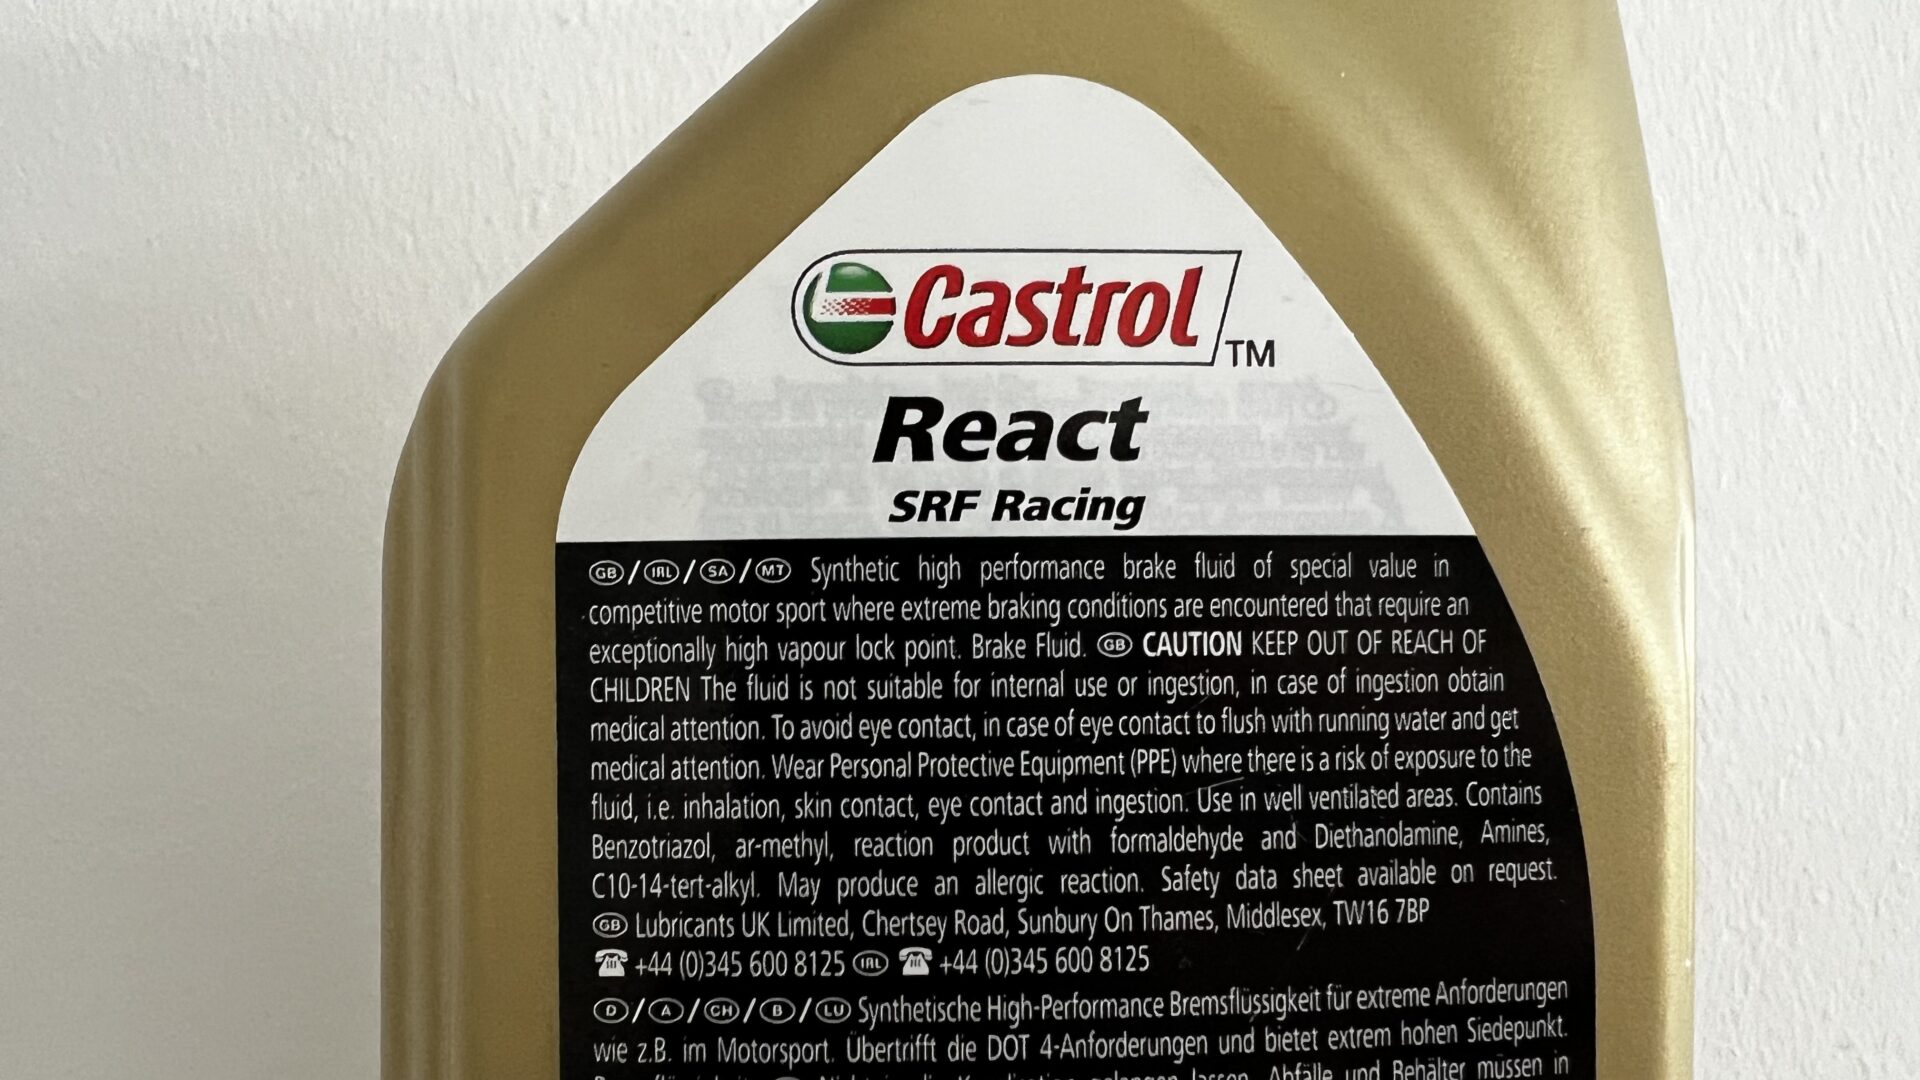 Castrol
TM
React
SRF Racing
GB / IRL / SA / MT Synthetic high performance brake fluid of special value in
competitive motor sport where extreme braking conditions are encountered that require an
exceptionally high vapour lock point. Brake Fluid. GB CAUTION KEEP OUT OF REACH OF
CHILDREN The fluid is not suitable for internal use or ingestion, in case of ingestion obtain
medical attention. To avoid eye contact, in case of eye contact to flush with running water and get
medical attention. Wear Personal Protective Equipment (PPE) where there is a risk of exposure to the
fluid, i.e. inhalation, skin contact, eye contact and ingestion. Use in well ventilated areas. Contains
Benzotriazol, ar-methyl, reaction product with formaldehyde and Diethanolamine, Amines,
C10-14-tert-alkyl. May produce an allergic reaction. Safety data sheet available on request.
GB Lubricants UK Limited, Chertsey Road, Sunbury On Thames, Middlesex, TW16 7BP
+44 (0)345 600 8125 IRL +44 (0)345 600 8125
D / A / CH / B / LU Synthetische High-Performance Bremsflüssigkeit für extreme Anforderungen
wie z.B. im Motorsport. Übertrifft die DOT 4-Anforderungen und bietet extrem hohen Siedepunkt.
lassen. Abfälle und Behälter müssen in